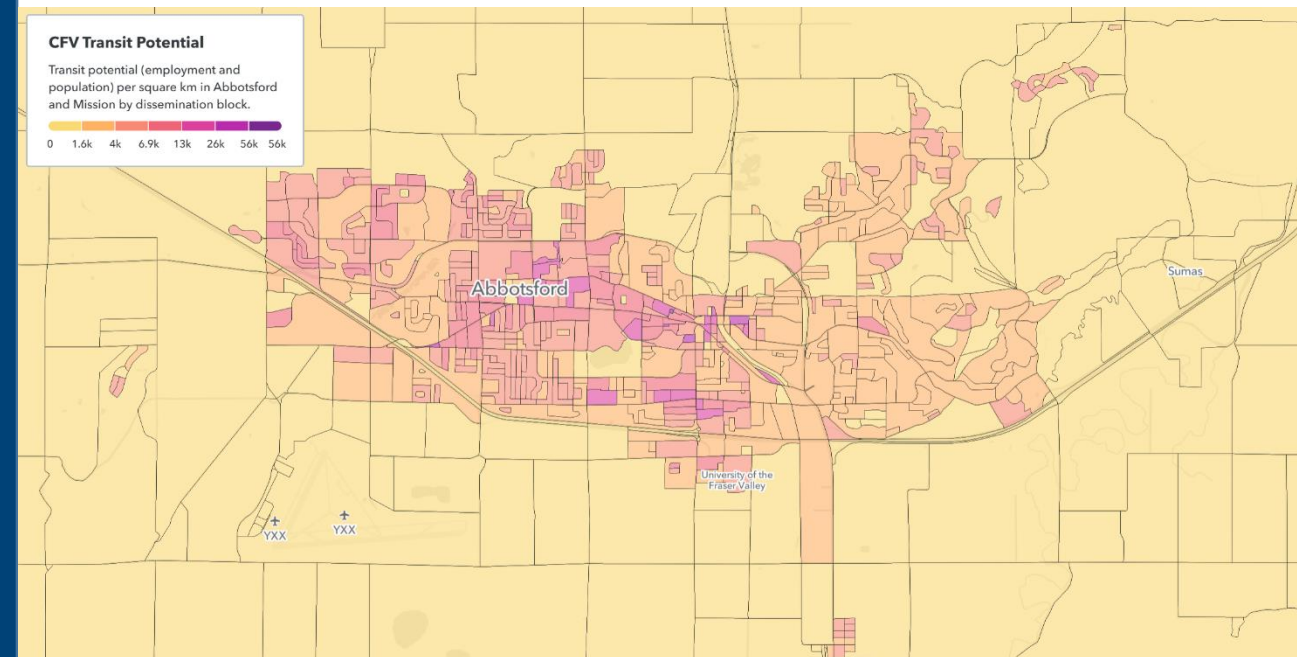 CFV Transit Potential
Transit potential (employment and
population) per square km in Abbotsford
and Mission by dissemination block.
0 1.6k 4k 6.9k 13k 26k 56k 56k
Sumas
Abbotsford
University of the
Fraser Valley
YXX
YXX